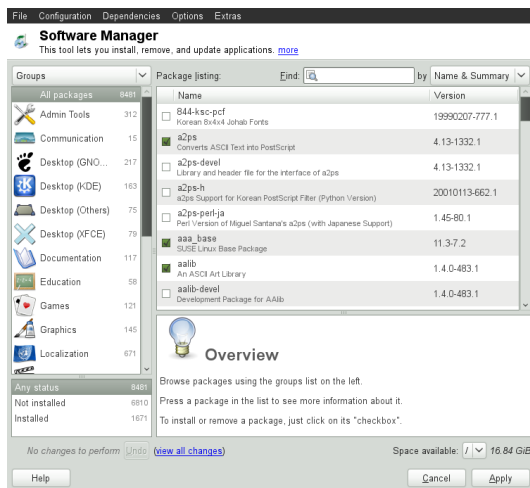 File Configuration Dependencies Options Extras
Software Manager
This tool lets you install, remove, and update applications. more
Groups
Package listing: Find: by Name & Summary
All packages 8481
Admin Tools 312
Communication 15
Desktop (GNO... 217
Desktop (KDE) 163
Desktop (Others) 75
Desktop (XFCE) 79
Documentation 117
Education 58
Games 121
Graphics 145
Localization 671
Any status 8481
Not installed 6810
Installed 1671
Name Version
844-ksc-pcf 19990207-777.1
Korean 8x4x4 Johab Fonts
a2ps 4.13-1332.1
Converts ASCII Text into PostScript
a2ps-devel 4.13-1332.1
Library and header file for the interface of a2ps
a2ps-h 20010113-662.1
a2ps Support for Korean PostScript Filter (Python Version)
a2ps-perl-ja 1.45-80.1
Perl Version of Miguel Santana's a2ps (with Japanese Support)
aaa_base 11.3-7.2
SUSE Linux Base Package
aalib 1.4.0-483.1
An ASCII Art Library
aalib-devel 1.4.0-483.1
Development Package for AAlib
Overview
Browse packages using the groups list on the left.
Press a package in the list to see more information about it.
To install or remove a package, just click on its "checkbox".
No changes to perform Undo (view all changes) Space available: / 16.84 GiB
Help Cancel Apply